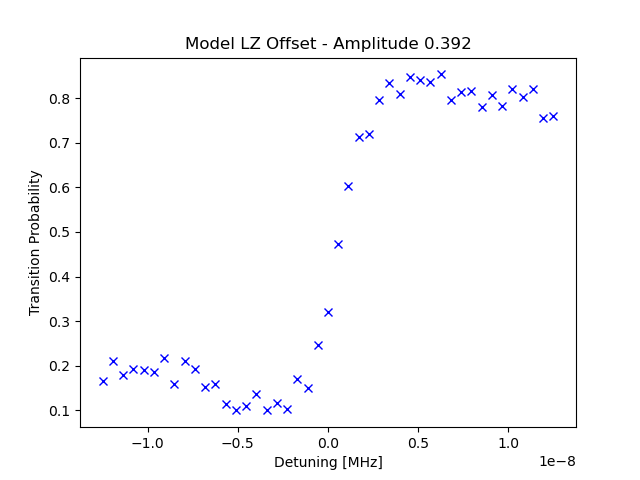 Model LZ Offset - Amplitude 0.392
Transition Probability
0.8
0.7
0.6
0.5
0.4
0.3
0.2
0.1
−1.0 −0.5 0.0 0.5 1.0
1e−8
Detuning [MHz]